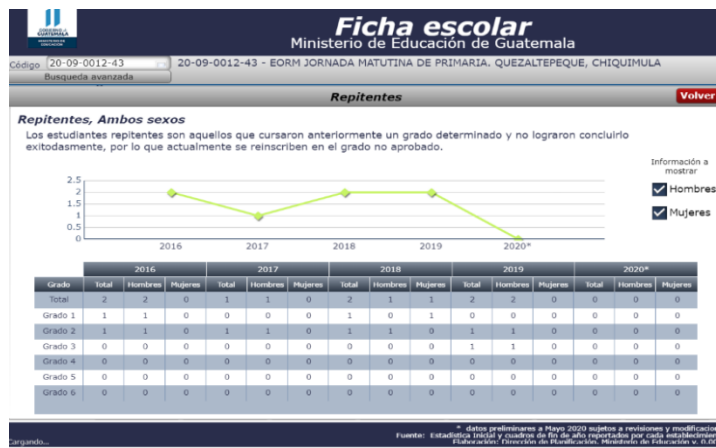 GOBIERNO de
GUATEMALA
MINISTERIO DE
EDUCACIÓN
Ficha escolar
Ministerio de Educación de Guatemala
Código 20-09-0012-43 20-09-0012-43 - EORM JORNADA MATUTINA DE PRIMARIA. QUEZALTEPEQUE, CHIQUIMULA
Busqueda avanzada
Repitentes Volver
Repitentes, Ambos sexos
Los estudiantes repitentes son aquellos que cursaron anteriormente un grado determinado y no lograron concluirlo
exitodasmente, por lo que actualmente se reinscriben en el grado no aprobado.
Información a
mostrar
Hombres
Mujeres
2.5
2
1.5
1
0.5
0
2016 2017 2018 2019 2020*
2016 2017 2018 2019 2020*
Grado Total Hombres Mujeres Total Hombres Mujeres Total Hombres Mujeres Total Hombres Mujeres Total Hombres Mujeres
Total 2 2 0 1 1 0 2 1 1 2 2 0 0 0 0
Grado 1 1 1 0 0 0 0 1 0 1 0 0 0 0 0 0
Grado 2 1 1 0 1 1 0 1 1 0 1 1 0 0 0 0
Grado 3 0 0 0 0 0 0 0 0 0 1 1 0 0 0 0
Grado 4 0 0 0 0 0 0 0 0 0 0 0 0 0 0 0
Grado 5 0 0 0 0 0 0 0 0 0 0 0 0 0 0 0
Grado 6 0 0 0 0 0 0 0 0 0 0 0 0 0 0 0
* datos preliminares a Mayo 2020 sujetos a revisiones y modificacion
Fuente: Estadística Inicial y cuadros de fin de año reportados por cada establecimien
Cargando... Elaboración: Dirección de Planificación. Ministerio de Educación v. 0.00